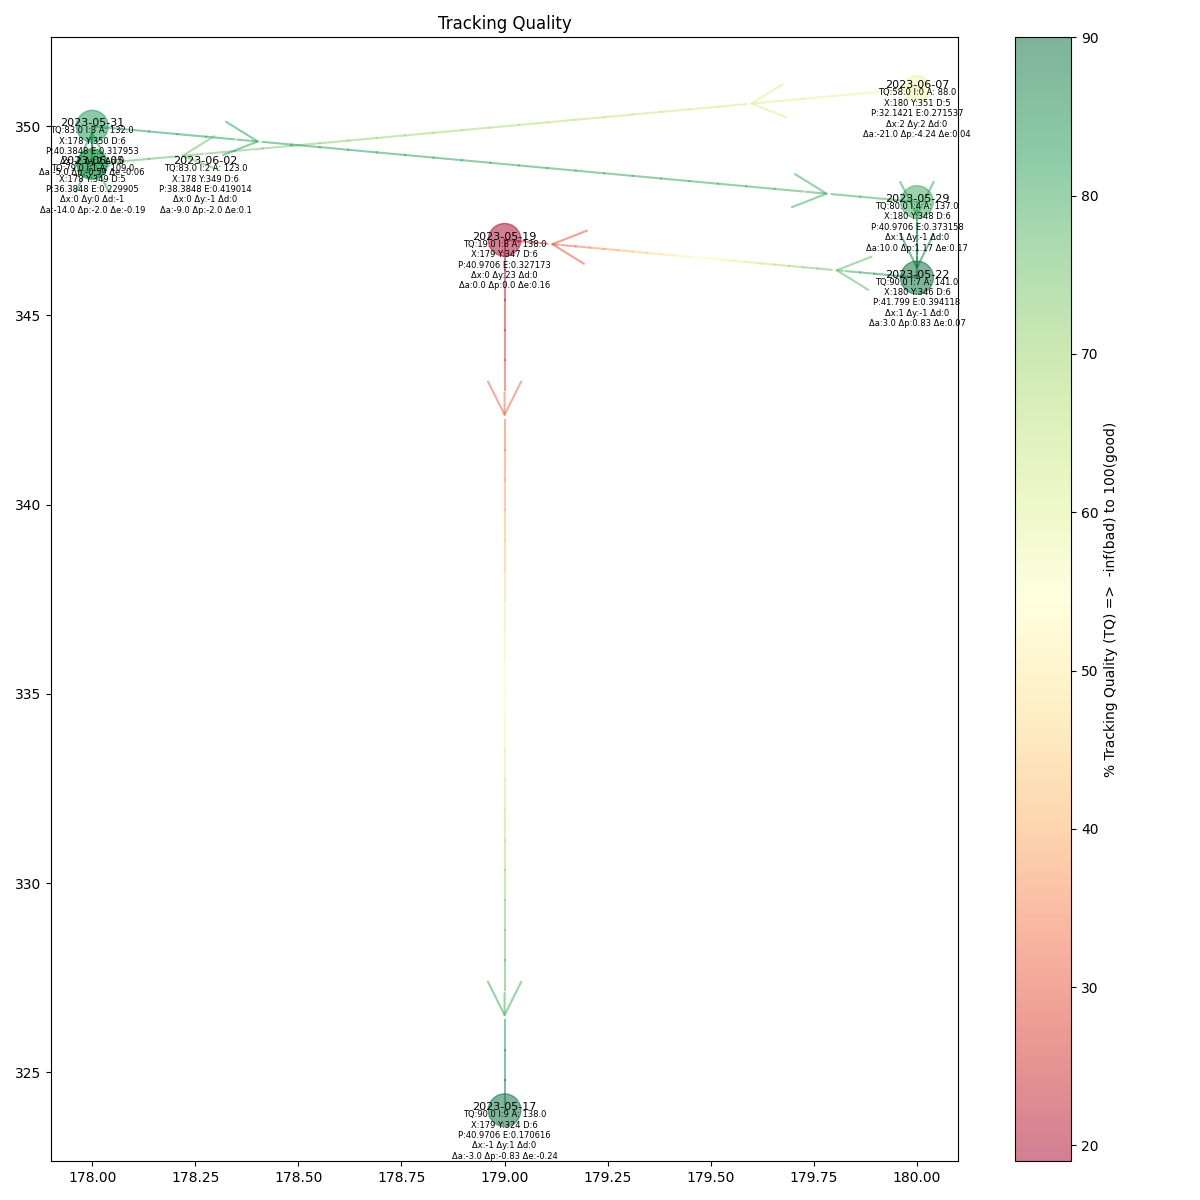 Tracking Quality
2023-06-07
TQ:58.0 I:0 A: 88.0
X:180 Y:351 D:5
P:32.1421 E:0.271537
Δx:2 Δy:2 Δd:0
Δa:-21.0 Δp:-4.24 Δe:0.04
2023-05-31
TQ:83.0 I:3 A: 132.0
X:178 Y:350 D:6
P:40.3848 E:0.317953
X:178 Y:349 D:5
P:36.3848 E:0.229905
Δx:0 Δy:0 Δd:-1
Δa:-14.0 Δp:-2.0 Δe:-0.19
2023-06-02
TQ:83.0 I:2 A: 123.0
X:178 Y:349 D:6
P:38.3848 E:0.419014
Δx:0 Δy:-1 Δd:0
Δa:-9.0 Δp:-2.0 Δe:0.1
2023-05-29
TQ:80.0 I:4 A: 137.0
X:180 Y:348 D:6
P:40.9706 E:0.373158
Δx:1 Δy:-1 Δd:0
Δa:10.0 Δp:1.17 Δe:0.17
2023-05-19
TQ:19.0 I:8 A: 138.0
X:179 Y:347 D:6
P:40.9706 E:0.327173
Δx:0 Δy:23 Δd:0
Δa:0.0 Δp:0.0 Δe:0.16
2023-05-22
TQ:90.0 I:7 A: 141.0
X:180 Y:346 D:6
P:41.799 E:0.394118
Δx:1 Δy:-1 Δd:0
Δa:3.0 Δp:0.83 Δe:0.07
2023-05-17
TQ:90.0 I:9 A: 138.0
X:179 Y:324 D:6
P:40.9706 E:0.170616
Δx:-1 Δy:1 Δd:0
Δa:-3.0 Δp:-0.83 Δe:-0.24
350
345
340
335
330
325
178.00
178.25
178.50
178.75
179.00
179.25
179.50
179.75
180.00
90
80
70
60
50
40
30
20
% Tracking Quality (TQ) => -inf(bad) to 100(good)